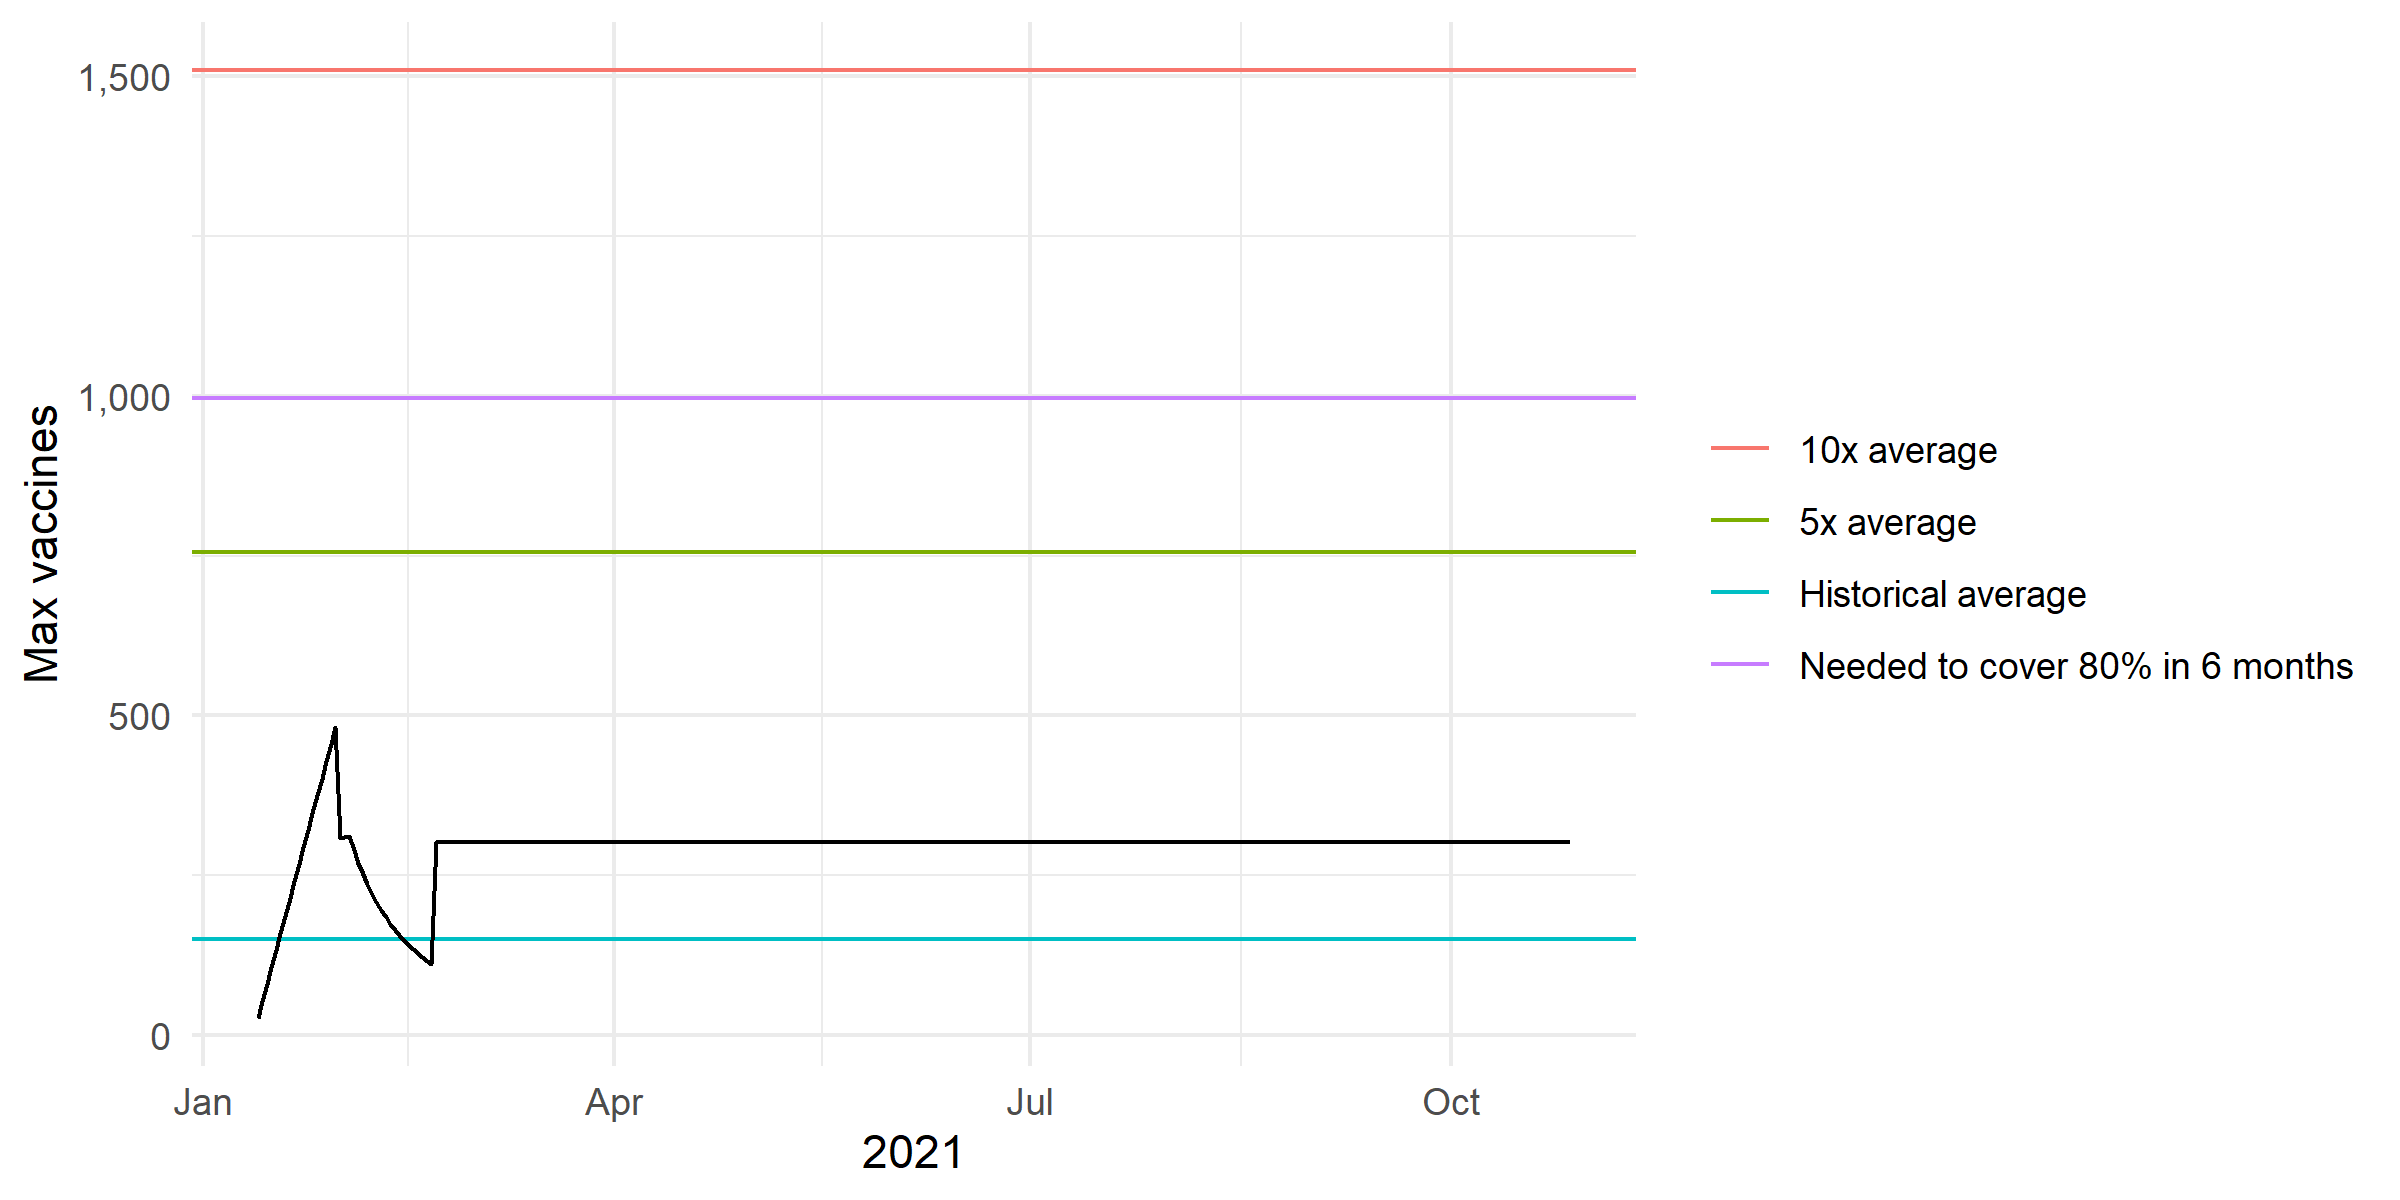 Max vaccines
1,500
1,000
500
0
Jan
Apr
Jul
Oct
2021
10x average
5x average
Historical average
Needed to cover 80% in 6 months